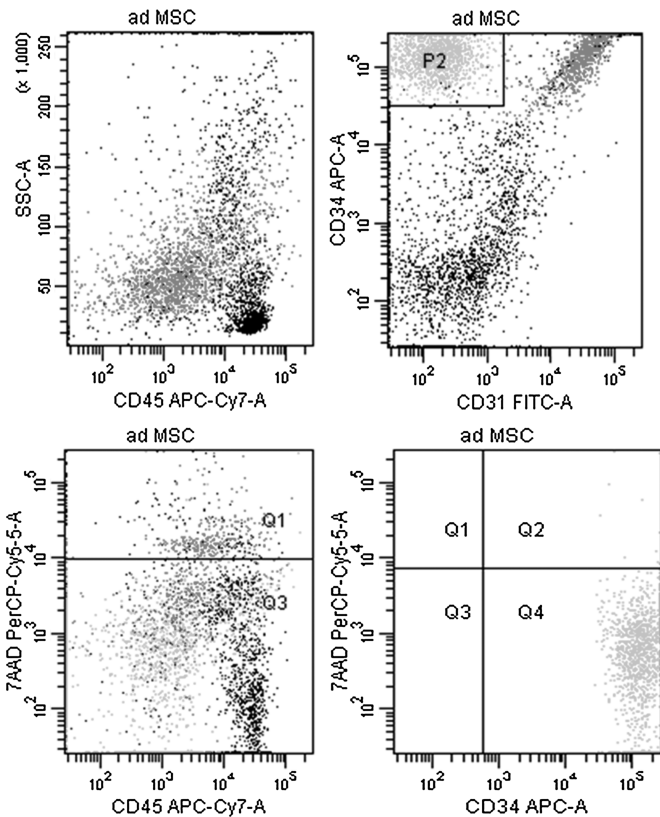 ad MSC
(x 1,000)
SSC-A
250
200
150
100
50
10² 10³ 10⁴ 10⁵
CD45 APC-Cy7-A
ad MSC
CD34 APC-A
10⁵
10⁴
10³
10²
P2
10² 10³ 10⁴ 10⁵
CD31 FITC-A
ad MSC
7AAD PerCP-Cy5-5-A
10⁵
10⁴
10³
10²
Q1
Q3
10² 10³ 10⁴ 10⁵
CD45 APC-Cy7-A
ad MSC
7AAD PerCP-Cy5-5-A
10⁵
10⁴
10³
10²
Q1 Q2
Q3 Q4
10² 10³ 10⁴ 10⁵
CD34 APC-A